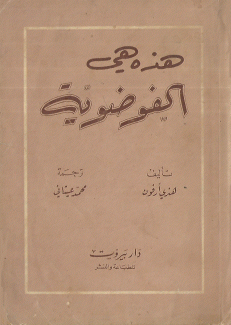 هذه هي
الفوضوية
تأليف
هنري أرفون
ترجمة
محمد عيتاني
دار بيروت
للطباعة والنشر